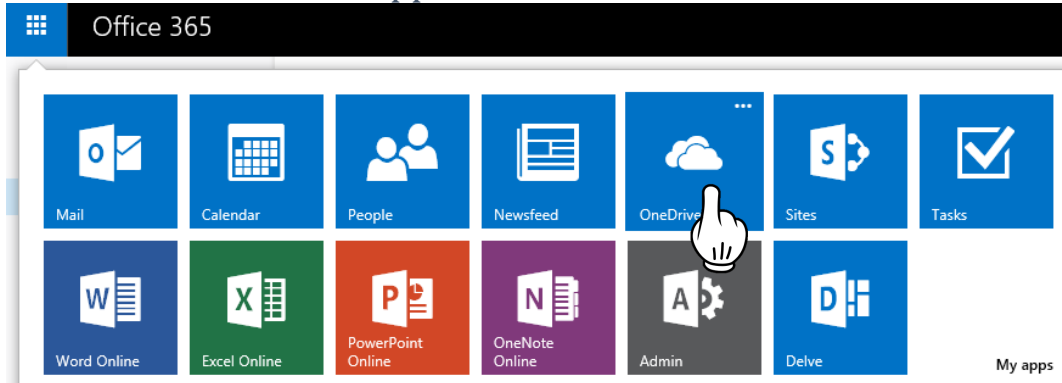 Office 365
Mail
Calendar
People
Newsfeed
OneDrive
Sites
Tasks
Word Online
Excel Online
PowerPoint
Online
OneNote
Online
Admin
Delve
My apps